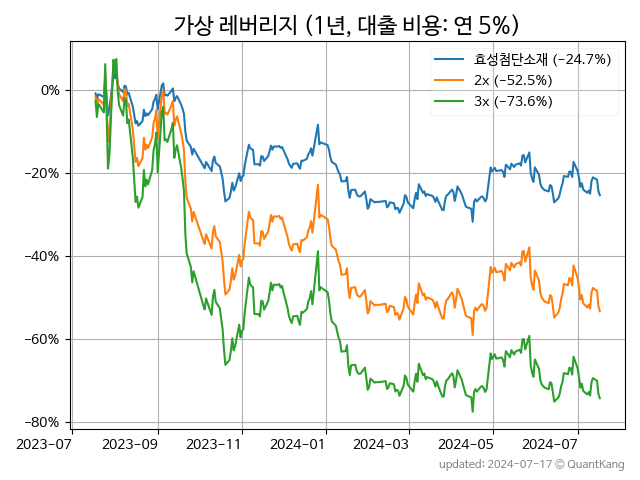 가상 레버리지 (1년, 대출 비용: 연 5%)
효성첨단소재 (-24.7%)
2x (-52.5%)
3x (-73.6%)
0%
−20%
−40%
−60%
−80%
2023-07 2023-09 2023-11 2024-01 2024-03 2024-05 2024-07
updated: 2024-07-17 © QuantKang